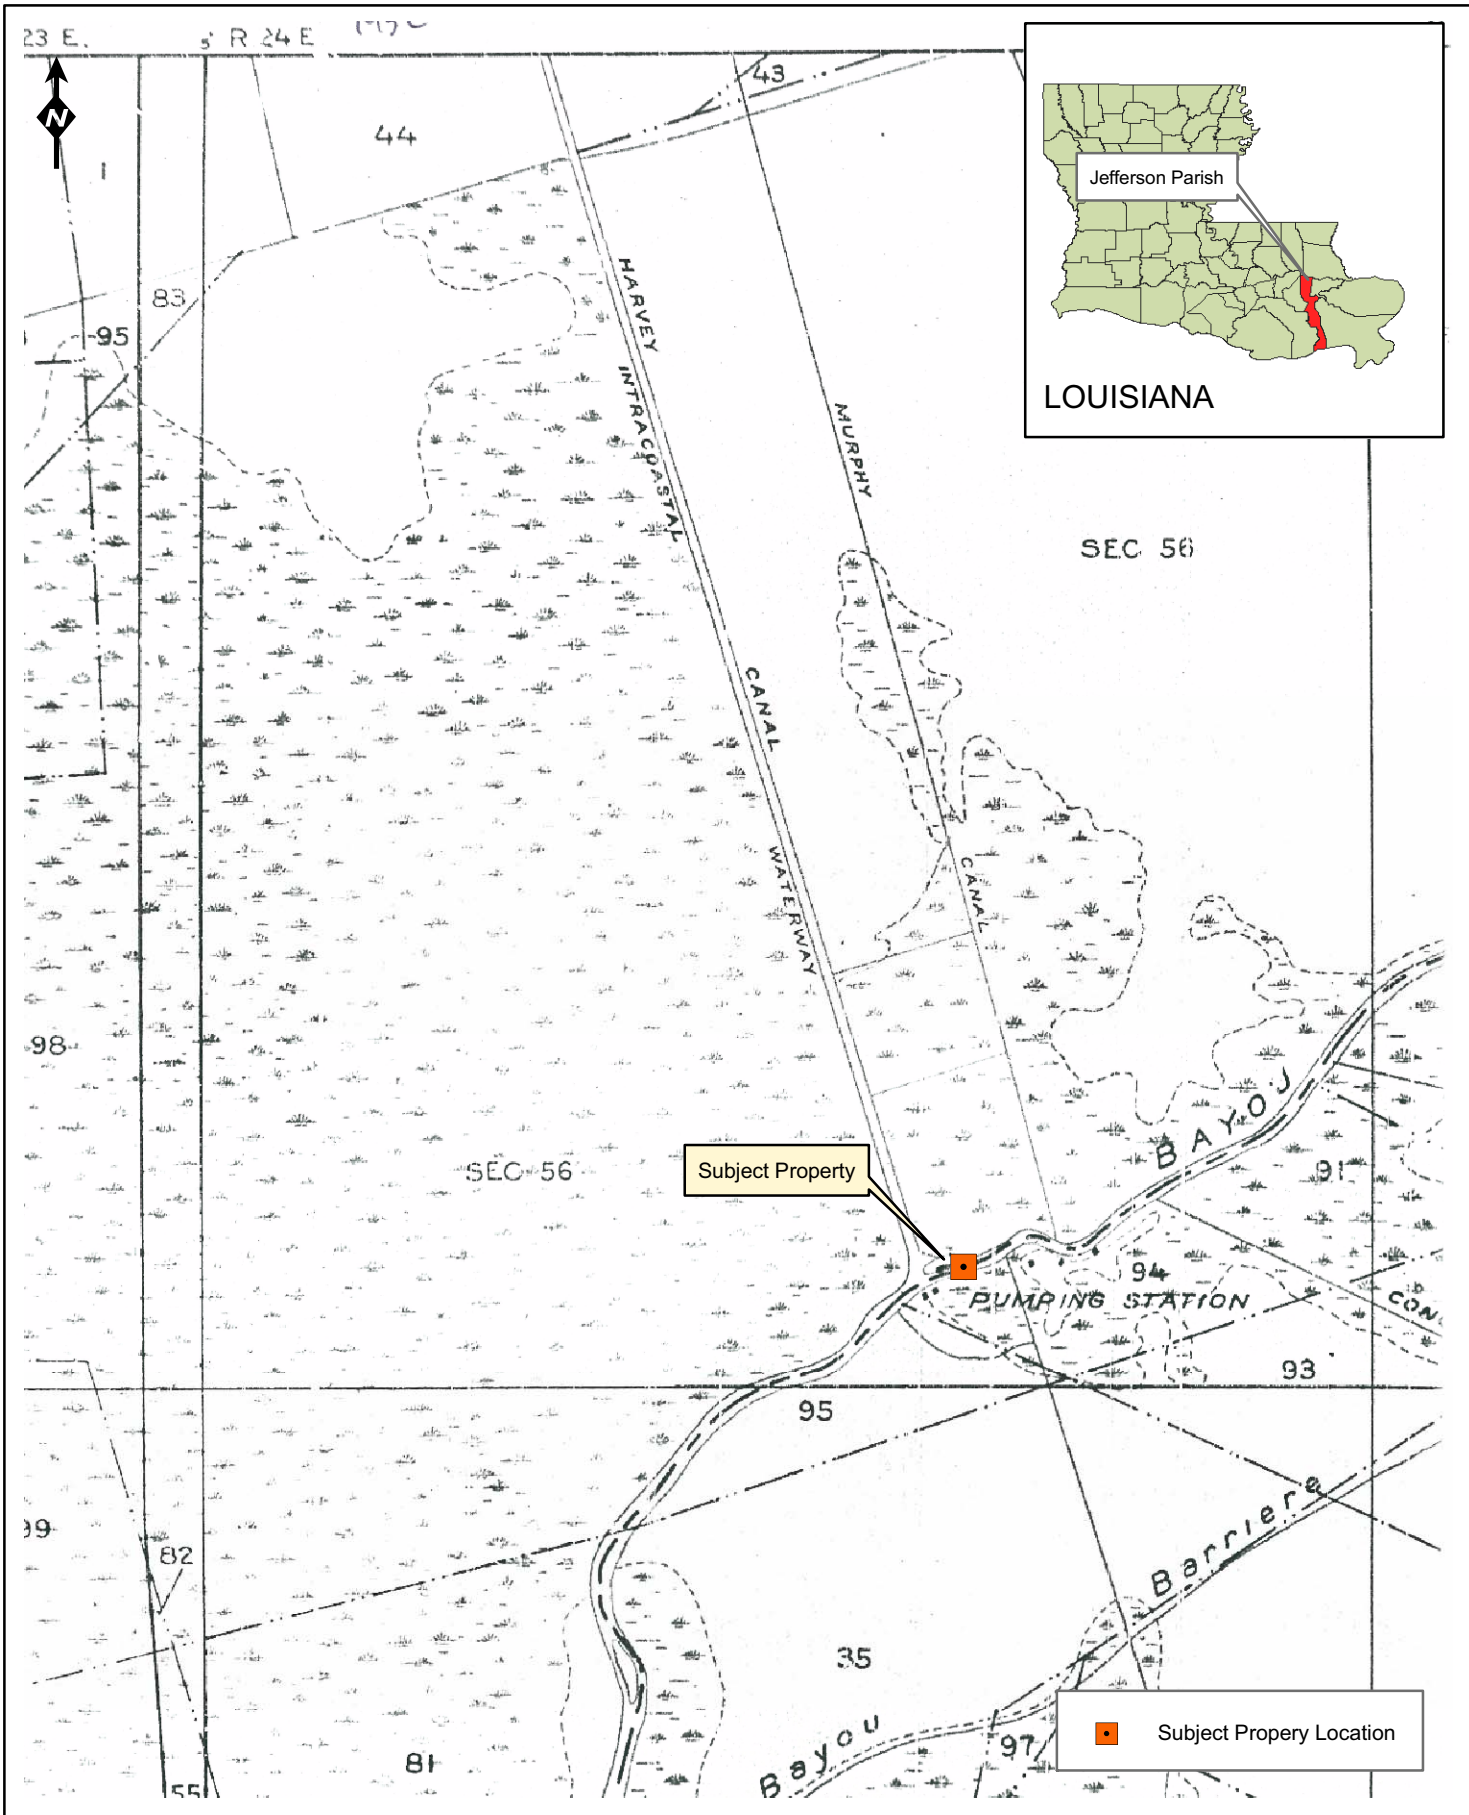 23 E.
R 24 E
43
44
1
Jefferson Parish
LOUISIANA
83
95
HARVEY
INTRACOASTAL
CANAL
WATERWAY
MURPHY
CANAL
SEC 56
98
SEC 56
Subject Property
BAYOU
91
94
PUMPING STATION
CON
93
95
99
82
Barriere
35
Bayou
97
81
55
Subject Propery Location
N